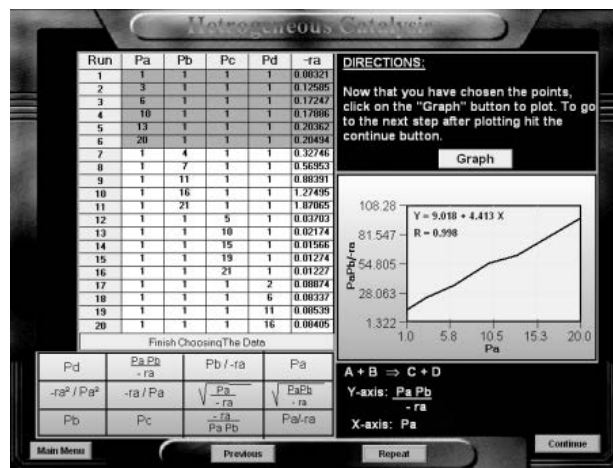 Hetrogeneous Catalysis
Run Pa Pb Pc Pd -ra
1 1 1 1 1 0.08321
2 3 1 1 1 0.12585
3 6 1 1 1 0.17247
4 10 1 1 1 0.17886
5 13 1 1 1 0.20362
6 20 1 1 1 0.20494
7 1 4 1 1 0.32746
8 1 7 1 1 0.56953
9 1 11 1 1 0.88391
10 1 16 1 1 1.27495
11 1 21 1 1 1.87065
12 1 1 5 1 0.03703
13 1 1 10 1 0.02174
14 1 1 15 1 0.01566
15 1 1 19 1 0.01274
16 1 1 21 1 0.01227
17 1 1 1 2 0.08874
18 1 1 1 6 0.08337
19 1 1 1 11 0.08539
20 1 1 1 16 0.08405
Finish Choosing The Data
Pd Pa Pb / -ra Pb / -ra Pa
-ra² / Pa² -ra / Pa √ Pa / -ra √ PaPb / -ra
Pb Pc -ra / Pa Pb Pa/-ra
DIRECTIONS:
Now that you have chosen the points,
click on the "Graph" button to plot. To go
to the next step after plotting hit the
continue button.
Graph
108.28
81.547
54.805
28.063
1.322
PaPb/-ra
Y = 9.018 + 4.413 X
R = 0.998
1.0 5.8 10.5 15.3 20.0
Pa
A + B ⇒ C + D
Y-axis: Pa Pb / - ra
X-axis: Pa
Main Menu Previous Repeat Continue